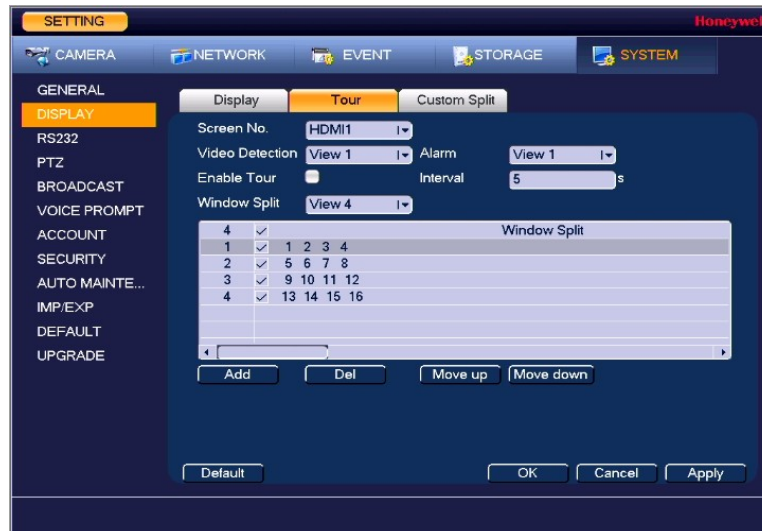 SETTING
Honeywel
CAMERA NETWORK EVENT STORAGE SYSTEM
GENERAL
DISPLAY
RS232
PTZ
BROADCAST
VOICE PROMPT
ACCOUNT
SECURITY
AUTO MAINTE...
IMP/EXP
DEFAULT
UPGRADE
Display Tour Custom Split
Screen No. HDMI1
Video Detection View 1 Alarm View 1
Enable Tour Interval 5 s
Window Split View 4
4 Window Split
1 1 2 3 4
2 5 6 7 8
3 9 10 11 12
4 13 14 15 16
Add Del Move up Move down
Default OK Cancel Apply